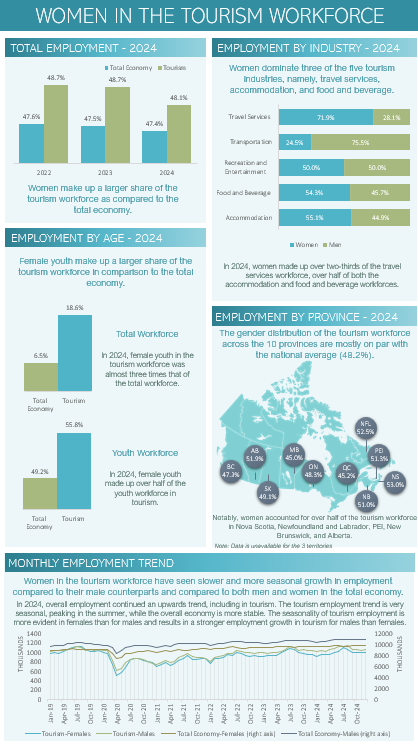 WOMEN IN THE TOURISM WORKFORCE
TOTAL EMPLOYMENT - 2024
Total Economy Tourism
47.6% 48.7%
47.5% 48.7%
47.4% 48.1%
2022 2023 2024
Women make up a larger share of the
tourism workforce as compared to the
total economy.
EMPLOYMENT BY AGE - 2024
Female youth make up a larger share of the
tourism workforce in comparison to the total
economy.
6.5% 18.6%
Total
Economy
Tourism
Total Workforce
In 2024, female youth in the
tourism workforce was
almost three times that of
the total workforce.
49.2% 55.8%
Total
Economy
Tourism
Youth Workforce
In 2024, female youth
made up over half of the
youth workforce in
tourism.
EMPLOYMENT BY INDUSTRY - 2024
Women dominate three of the five tourism
industries, namely, travel services,
accommodation, and food and beverage.
Travel Services 71.9% 28.1%
Transportation 24.5% 75.5%
Recreation and
Entertainment 50.0% 50.0%
Food and Beverage 54.3% 45.7%
Accommodation 55.1% 44.9%
Women Men
In 2024, women made up over two-thirds of the travel
services workforce, over half of both the
accommodation and food and beverage workforces.
EMPLOYMENT BY PROVINCE - 2024
The gender distribution of the tourism workforce
across the 10 provinces are mostly on par with
the national average (48.2%).
NFL
52.5%
AB
51.9%
MB
45.0%
PEI
51.3%
BC
47.2%
ON
48.3%
QC
45.2%
NS
53.0%
SK
49.1%
NB
51.0%
Notably, women accounted for over half of the tourism workforce
in Nova Scotia, Newfoundland and Labrador, PEI, New
Brunswick, and Alberta.
Note: Data is unavailable for the 3 territories
MONTHLY EMPLOYMENT TREND
Women in the tourism workforce have seen slower and more seasonal growth in employment
compared to their male counterparts and compared to both men and women in the total economy.
In 2024, overall employment continued an upwards trend, including in tourism. The tourism employment trend is very
seasonal, peaking in the summer, while the overall economy is more stable. The seasonality of tourism employment is
more evident in females than for males and results in a stronger employment growth in tourism for males than females.
THOUSANDS
1400
1200
1000
800
600
400
200
0
12000
10000
8000
6000
4000
2000
0
THOUSANDS
Jan-19 Apr-19 Jul-19 Oct-19 Jan-20 Apr-20 Jul-20 Oct-20 Jan-21 Apr-21 Jul-21 Oct-21 Jan-22 Apr-22 Jul-22 Oct-22 Jan-23 Apr-23 Jul-23 Oct-23 Jan-24 Apr-24 Jul-24 Oct-24
Tourism-Females Tourism-Males Total Economy-Females (right axis) Total Economy-Males (right axis)